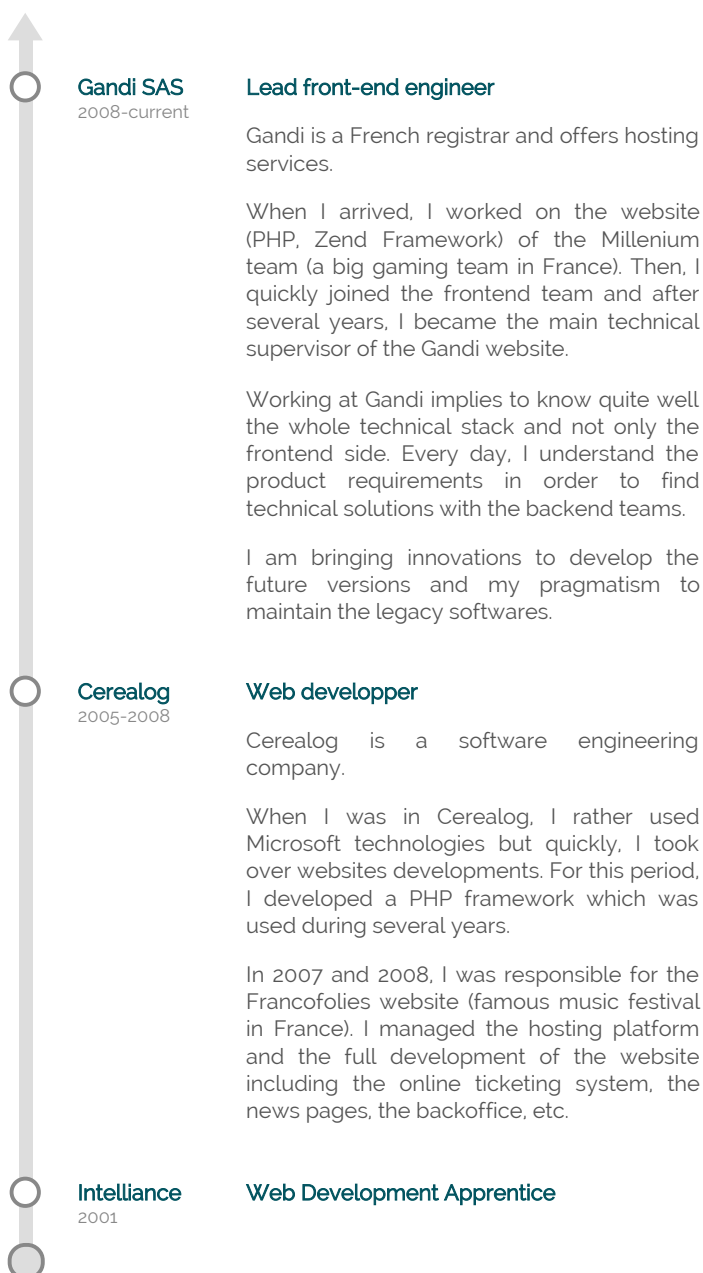 Gandi SAS
2008-current
Lead front-end engineer
Gandi is a French registrar and offers hosting
services.
When I arrived, I worked on the website
(PHP, Zend Framework) of the Millenium
team (a big gaming team in France). Then, I
quickly joined the frontend team and after
several years, I became the main technical
supervisor of the Gandi website.
Working at Gandi implies to know quite well
the whole technical stack and not only the
frontend side. Every day, I understand the
product requirements in order to find
technical solutions with the backend teams.
I am bringing innovations to develop the
future versions and my pragmatism to
maintain the legacy softwares.
Cerealog
2005-2008
Web developper
Cerealog is a software engineering
company.
When I was in Cerealog, I rather used
Microsoft technologies but quickly, I took
over websites developments. For this period,
I developed a PHP framework which was
used during several years.
In 2007 and 2008, I was responsible for the
Francofolies website (famous music festival
in France). I managed the hosting platform
and the full development of the website
including the online ticketing system, the
news pages, the backoffice, etc.
Intelliance
2001
Web Development Apprentice